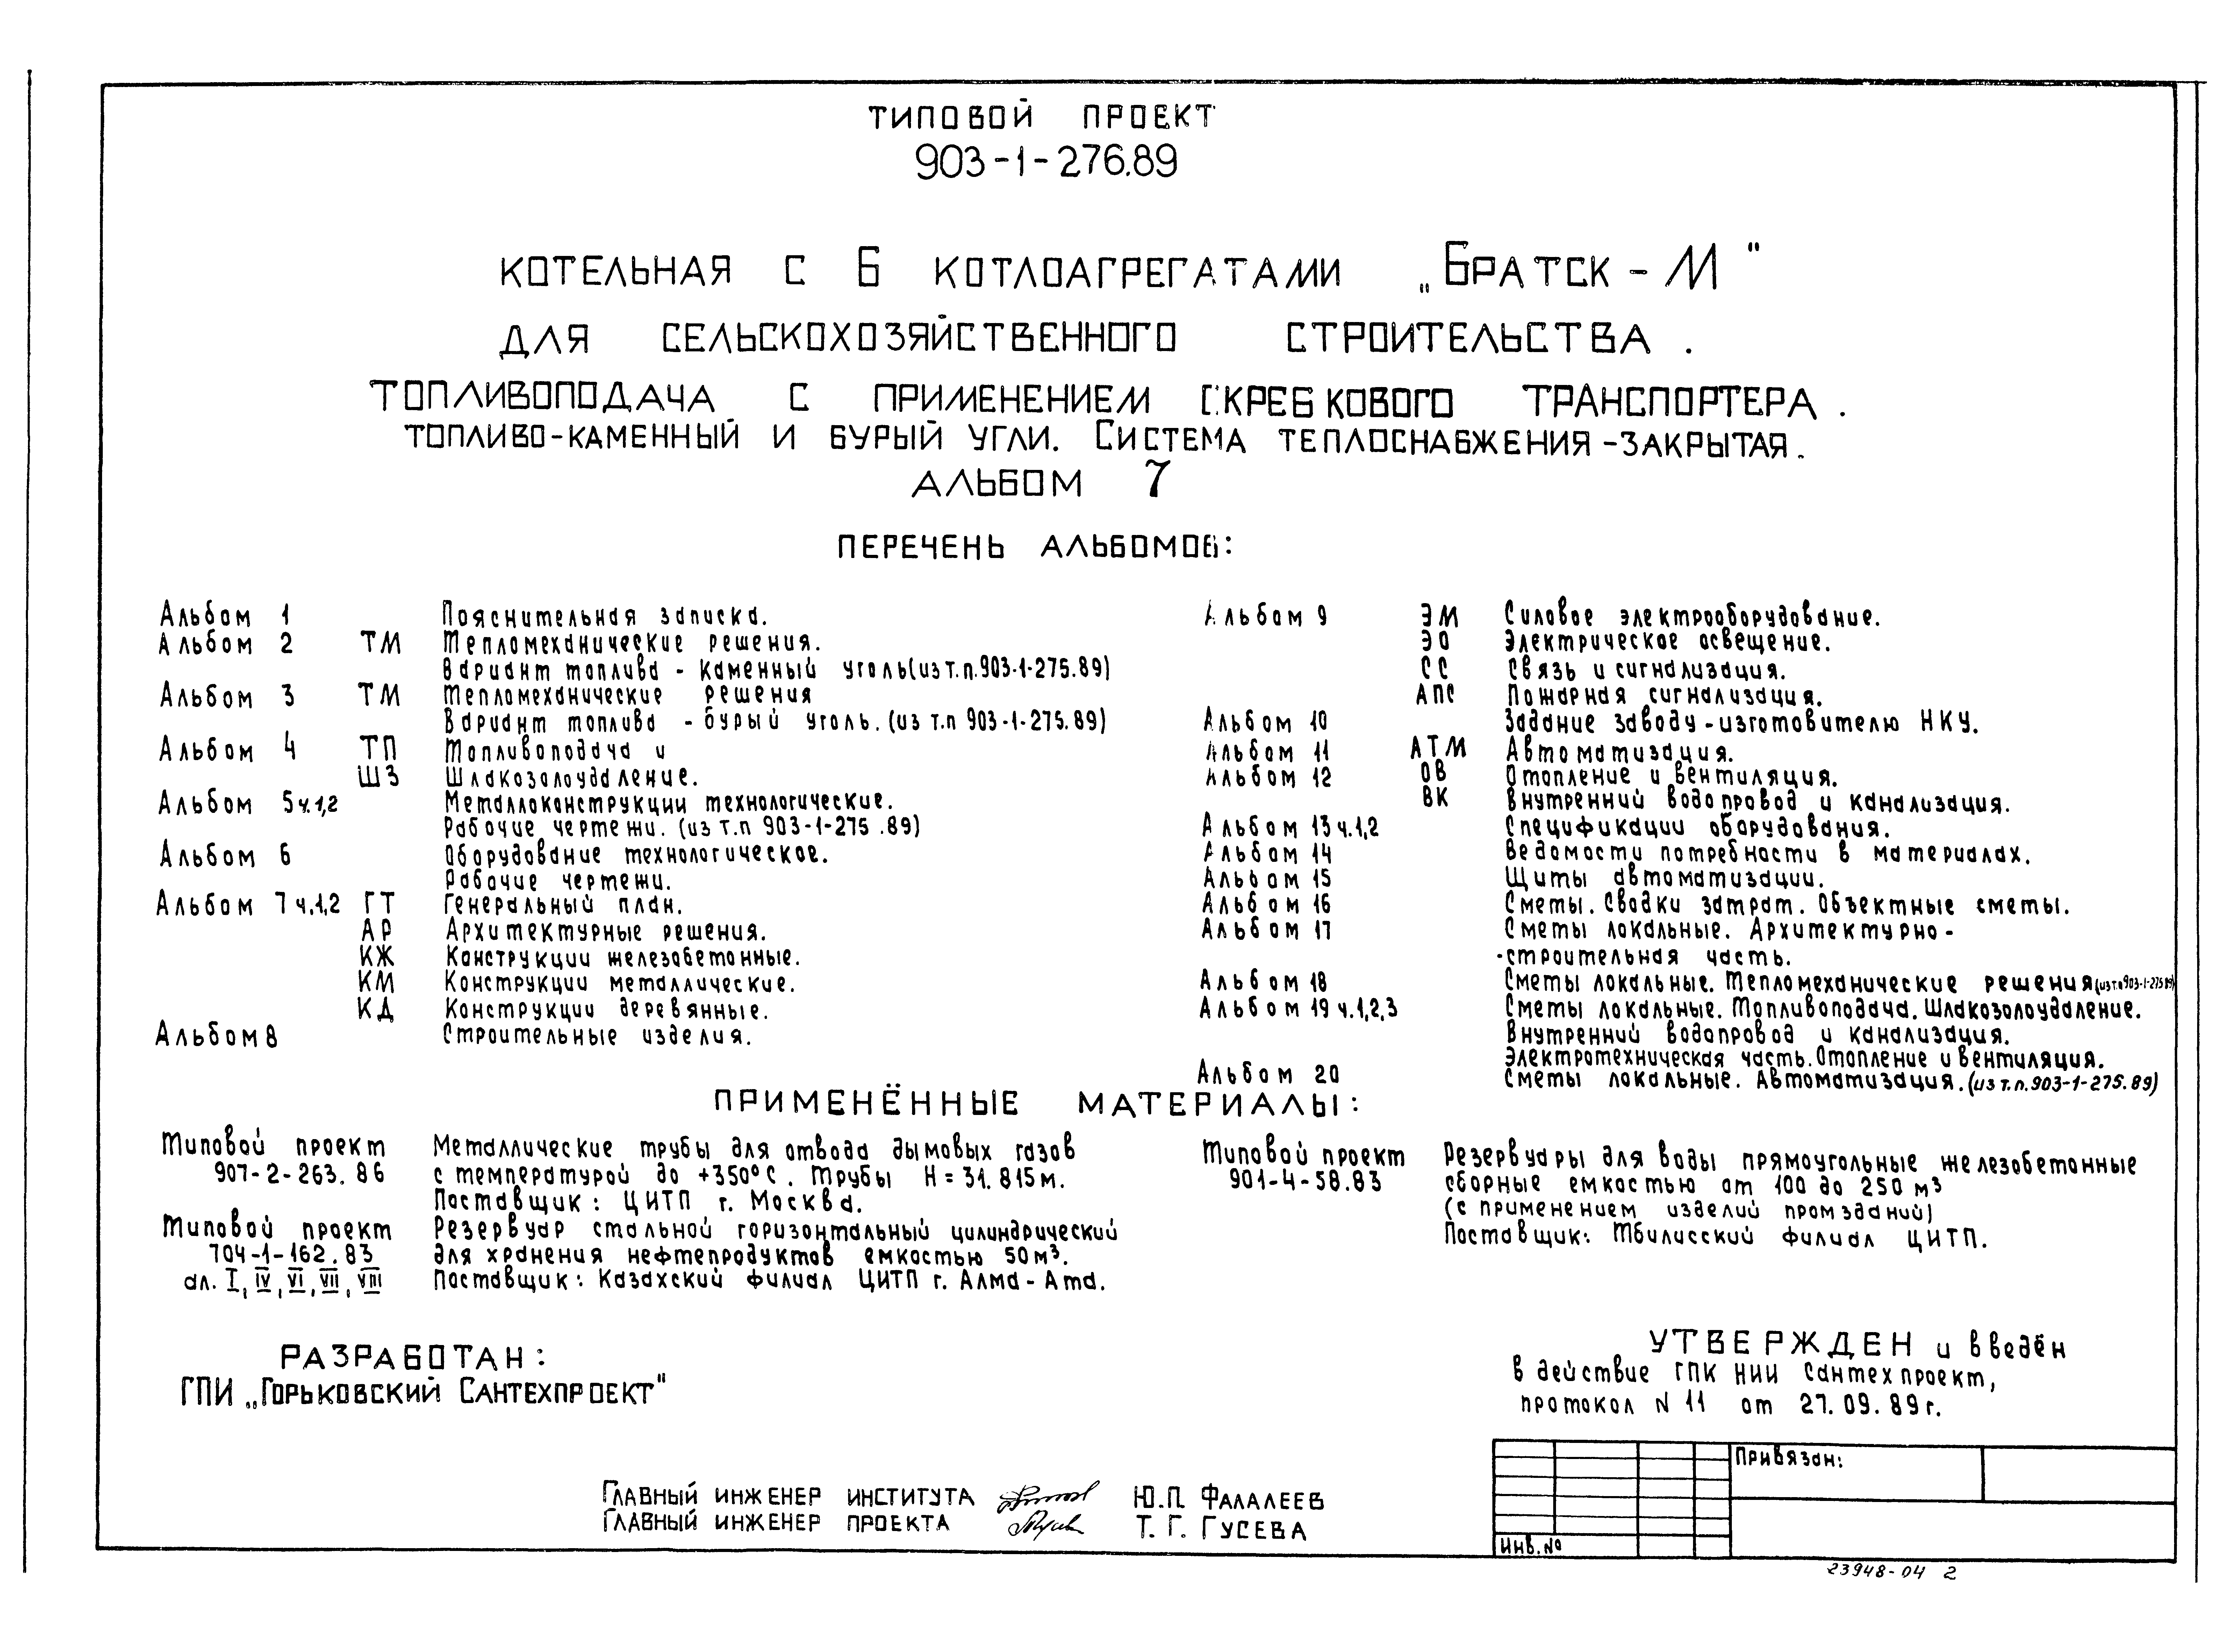 ТИПОВОЙ ПРОЕКТ
903-1-276.89
КОТЕЛЬНАЯ С 6 КОТЛОАГРЕГАТАМИ „БРАТСК-М"
ДЛЯ СЕЛЬСКОХОЗЯЙСТВЕННОГО СТРОИТЕЛЬСТВА.
ТОПЛИВОПОДАЧА С ПРИМЕНЕНИЕМ СКРЕБКОВОГО ТРАНСПОРТЕРА.
ТОПЛИВО-КАМЕННЫЙ И БУРЫЙ УГЛИ. СИСТЕМА ТЕПЛОСНАБЖЕНИЯ-ЗАКРЫТАЯ.
АЛЬБОМ 7
ПЕРЕЧЕНЬ АЛЬБОМОВ:
Альбом 1 Пояснительная записка.
Альбом 2 ТМ Тепломеханические решения.
Вариант топлива - каменный уголь(из т.п.903-1-275.89)
Альбом 3 ТМ Тепломеханические решения
Вариант топлива - бурый уголь. (из т.п 903-1-275.89)
Альбом 4 ТП Топливоподача и
ШЗ Шлакозолоудаление.
Альбом 5 ч.1,2 Металлоконструкции технологические.
Рабочие чертежи. (из т.п 903-1-275.89)
Альбом 6 Оборудование технологическое.
Рабочие чертежи.
Альбом 7 ч.1,2 ГТ Генеральный план.
АР Архитектурные решения.
КЖ Конструкции железобетонные.
КМ Конструкции металлические.
КД Конструкции деревянные.
Альбом 8 Строительные изделия.
Альбом 9 ЭМ Силовое электрооборудование.
ЭО Электрическое освещение.
СС Связь и сигнализация.
АПС Пожарная сигнализация.
Альбом 10 Задание заводу-изготовителю НКУ.
Альбом 11 АТМ Автоматизация.
Альбом 12 ОВ Отопление и вентиляция.
ВК Внутренний водопровод и канализация.
Альбом 13 ч.1,2 Спецификации оборудования.
Альбом 14 Ведомости потребности в материалах.
Альбом 15 Щиты автоматизации.
Альбом 16 Сметы. Сводки затрат. Объектные сметы.
Альбом 17 Сметы локальные. Архитектурно-
-строительная часть.
Альбом 18 Сметы локальные. Тепломеханические решения(из т.п 903-1-275.89)
Альбом 19 ч.1,2,3 Сметы локальные. Топливоподача. Шлакозолоудаление.
Внутренний водопровод и канализация.
Электротехническая часть. Отопление и вентиляция.
Альбом 20 Сметы локальные. Автоматизация. (из т.п.903-1-275.89)
ПРИМЕНЁННЫЕ МАТЕРИАЛЫ:
Типовой проект Металлические трубы для отвода дымовых газов
907-2-263.86 с температурой до +350°С. Трубы Н=31.815м.
Поставщик: ЦИТП г. Москва.
Типовой проект Резервуар стальной горизонтальный цилиндрический
704-1-162.83 для хранения нефтепродуктов емкостью 50м³.
ал. I, IV, VI, VII, VIII Поставщик: Казахский филиал ЦИТП г. Алма-Ата.
Типовой проект Резервуары для воды прямоугольные железобетонные
901-4-58.83 сборные емкостью от 100 до 250 м³
(с применением изделий промзданий)
Поставщик: Тбилисский филиал ЦИТП.
РАЗРАБОТАН:
ГПИ „ГОРЬКОВСКИЙ САНТЕХПРОЕКТ"
УТВЕРЖДЕН и введён
в действие ГПК НИИ Сантехпроект,
протокол N 11 от 27.09.89г.
ГЛАВНЫЙ ИНЖЕНЕР ИНСТИТУТА Ю.П. ФАЛАЛЕЕВ
ГЛАВНЫЙ ИНЖЕНЕР ПРОЕКТА Т.Г. ГУСЕВА
Привязан:
Инв.№
23948-04 2